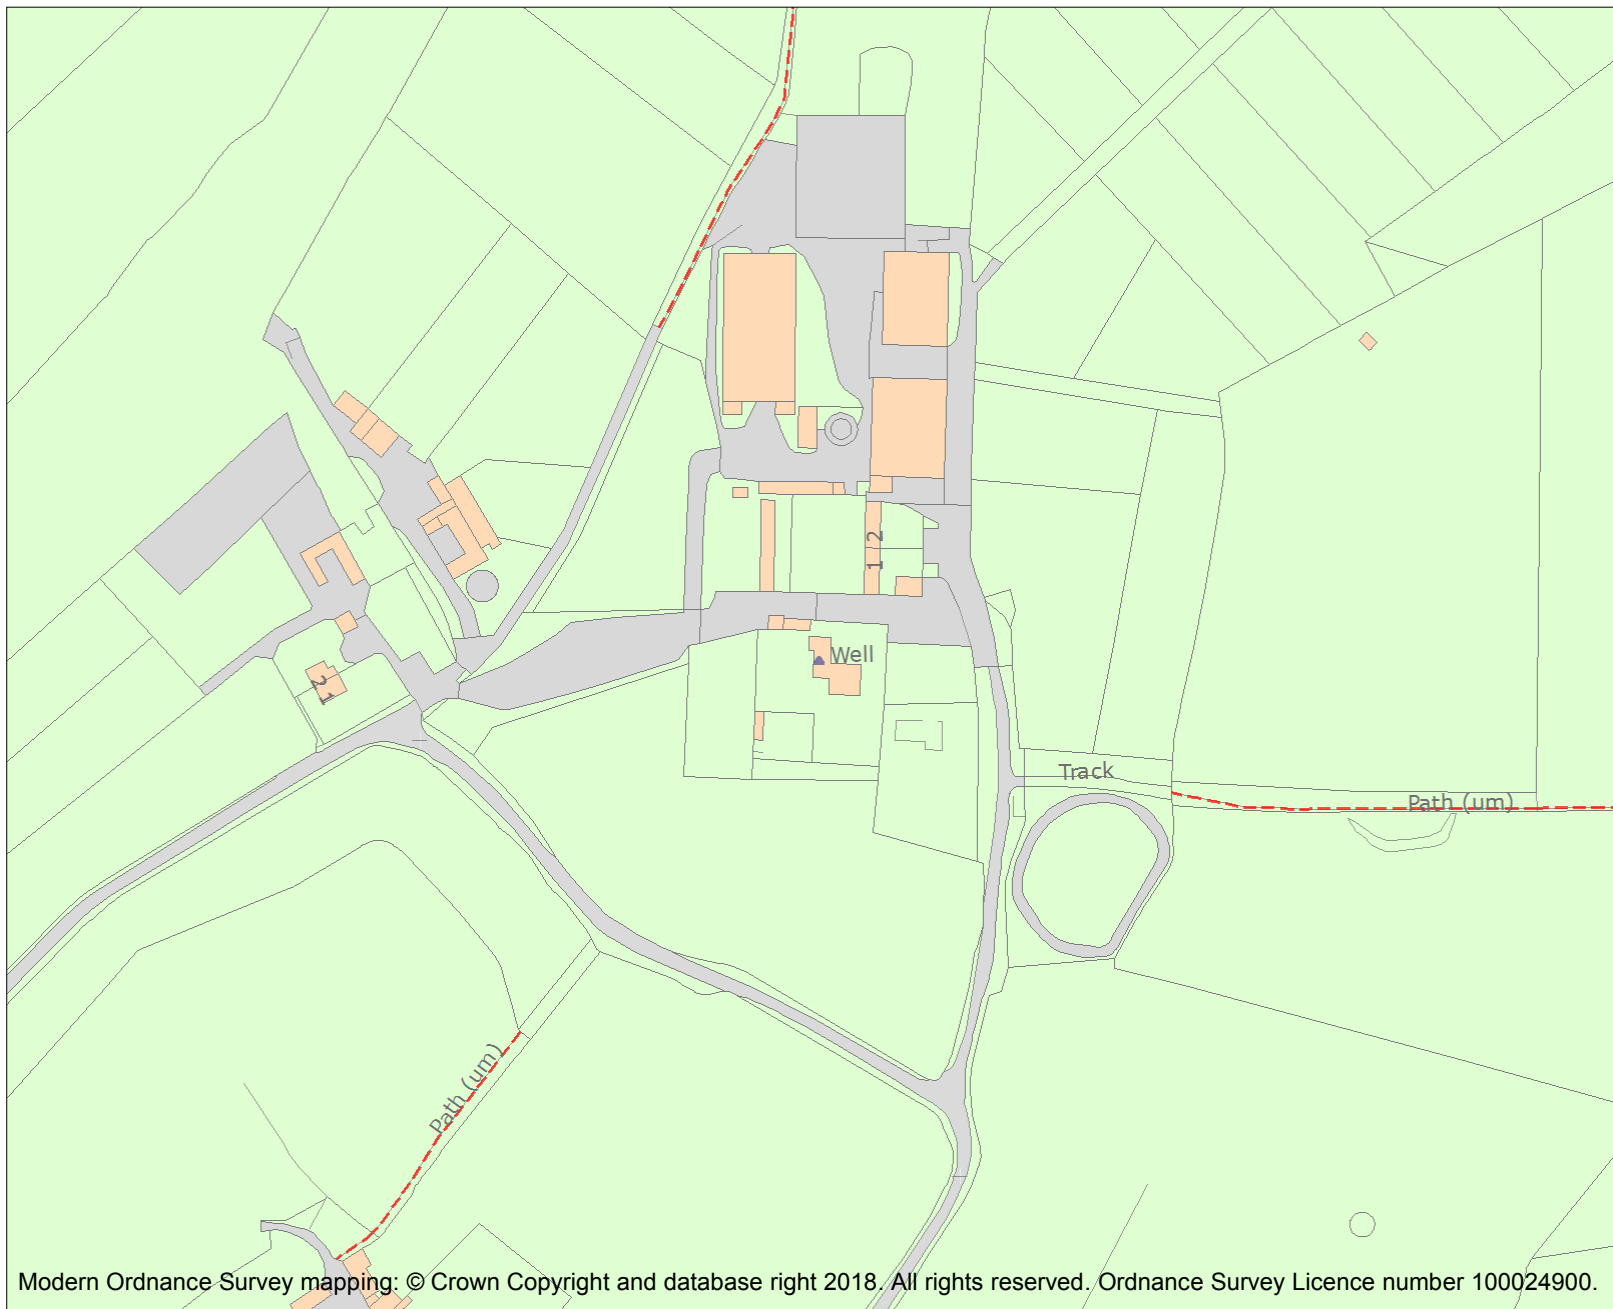 1 2
Well
2 1
Track
Path (um)
Path (um)
Modern Ordnance Survey mapping: © Crown Copyright and database right 2018. All rights reserved. Ordnance Survey Licence number 100024900.